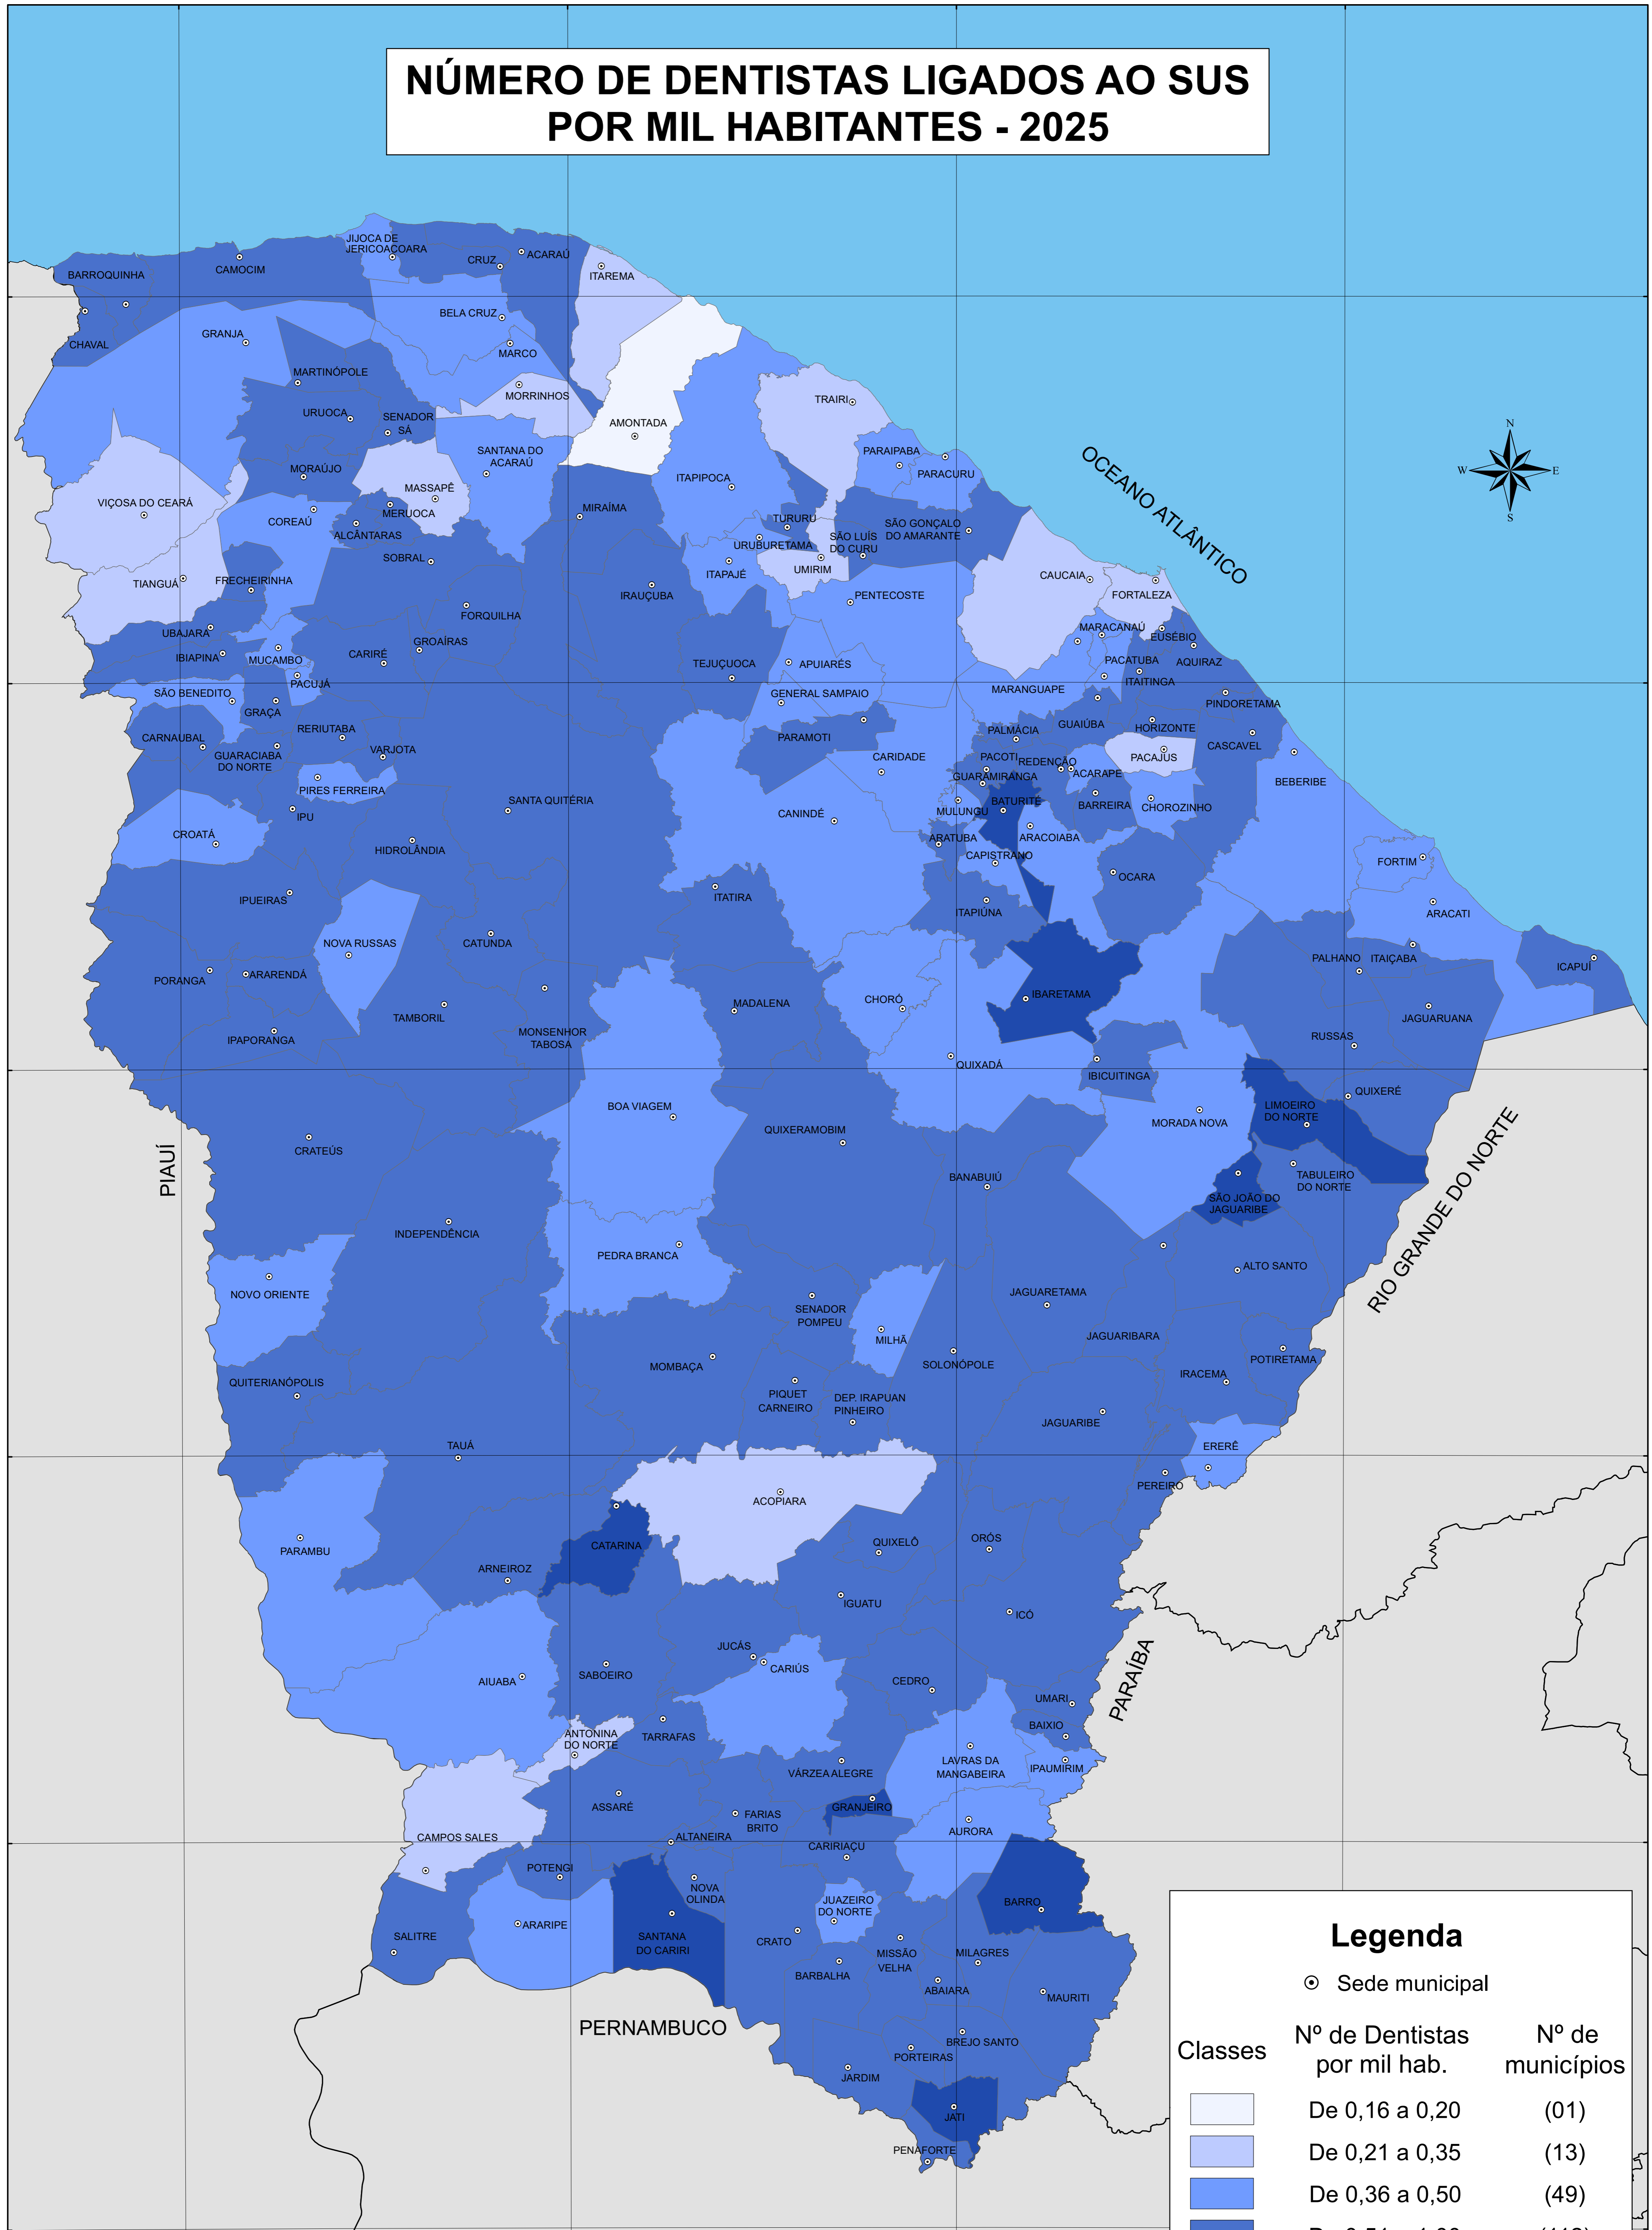 NÚMERO DE DENTISTAS LIGADOS AO SUS
POR MIL HABITANTES - 2025
JIJOCA DE
JERICOACOARA
CRUZ
ACARAÚ
BARROQUINHA
CAMOCIM
ITAREMA
CHAVAL
GRANJA
BELA CRUZ
MARCO
MARTINÓPOLE
MORRINHOS
URUOCA
SENADOR
SÁ
AMONTADA
TRAIRI
N
W
E
S
OCEANO ATLÂNTICO
SANTANA DO
ACARAÚ
PARAIPABA
PARACURU
MORAÚJO
ITAPIPOCA
MASSAPÊ
VIÇOSA DO CEARÁ
MERUOCA
MIRAÍMA
COREAÚ
ALCÂNTARAS
TURURU
SÃO GONÇALO
DO AMARANTE
SÃO LUÍS
DO CURU
URUBURETAMA
SOBRAL
ITAPAJÉ
UMIRIM
CAUCAIA
TIANGUÁ
FRECHEIRINHA
FORTALEZA
IRAUÇUBA
PENTECOSTE
FORQUILHA
MARACANAÚ
UBAJARA
EUSÉBIO
GROAÍRAS
IBIAPINA
MUCAMBO
CARIRÉ
TEJUÇUOCA
APUIARÉS
PACATUBA
AQUIRAZ
ITAITINGA
PACUJÁ
SÃO BENEDITO
GENERAL SAMPAIO
MARANGUAPE
PINDORETAMA
GRAÇA
RERIUTABA
GUAIÚBA
HORIZONTE
CARNAUBAL
PARAMOTI
PALMÁCIA
VARJOTA
CASCAVEL
GUARACIABA
DO NORTE
CARIDADE
PACOTI
REDENÇÃO
PACAJUS
GUARAMIRANGA
ACARAPE
BEBERIBE
PIRES FERREIRA
SANTA QUITÉRIA
BATURITÉ
BARREIRA
CHOROZINHO
IPU
CANINDÉ
MULUNGU
CROATÁ
HIDROLÂNDIA
ARATUBA
ARACOIABA
CAPISTRANO
FORTIM
OCARA
IPUEIRAS
ITATIRA
ITAPIÚNA
ARACATI
NOVA RUSSAS
CATUNDA
PALHANO
ITAIÇABA
ICAPUÍ
PORANGA
ARARENDÁ
CHORÓ
IBARETAMA
MADALENA
TAMBORIL
JAGUARUANA
MONSENHOR
TABOSA
IPAPORANGA
RUSSAS
QUIXADÁ
IBICUITINGA
QUIXERÉ
BOA VIAGEM
LIMOEIRO
DO NORTE
QUIXERAMOBIM
MORADA NOVA
PIAUÍ
CRATEÚS
RIO GRANDE DO NORTE
BANABUIÚ
TABULEIRO
DO NORTE
SÃO JOÃO DO
JAGUARIBE
INDEPENDÊNCIA
PEDRA BRANCA
ALTO SANTO
NOVO ORIENTE
JAGUARETAMA
SENADOR
POMPEU
MILHÃ
JAGUARIBARA
SOLONÓPOLE
MOMBAÇA
POTIRETAMA
IRACEMA
QUITERIANÓPOLIS
PIQUET
CARNEIRO
DEP. IRAPUAN
PINHEIRO
JAGUARIBE
TAUÁ
ERERÊ
PEREIRO
ACOPIARA
PARAMBU
CATARINA
QUIXELÔ
ORÓS
ARNEIROZ
IGUATU
ICÓ
JUCÁS
CARIÚS
SABOEIRO
AIUABA
CEDRO
PARAÍBA
UMARI
BAIXIO
ANTONINA
DO NORTE
TARRAFAS
LAVRAS DA
MANGABEIRA
IPAUMIRIM
VÁRZEA ALEGRE
ASSARÉ
GRANJEIRO
FARIAS
BRITO
CAMPOS SALES
ALTANEIRA
AURORA
CARIRIAÇU
POTENGI
NOVA
OLINDA
JUAZEIRO
DO NORTE
BARRO
ARARIPE
SALITRE
SANTANA
DO CARIRI
CRATO
MISSÃO
VELHA
MILAGRES
BARBALHA
ABAIARA
MAURITI
PERNAMBUCO
BREJO SANTO
PORTEIRAS
JARDIM
JATI
PENAFORTE
Legenda
Sede municipal
Classes
Nº de Dentistas
por mil hab.
Nº de
municípios
De 0,16 a 0,20 (01)
De 0,21 a 0,35 (13)
De 0,36 a 0,50 (49)